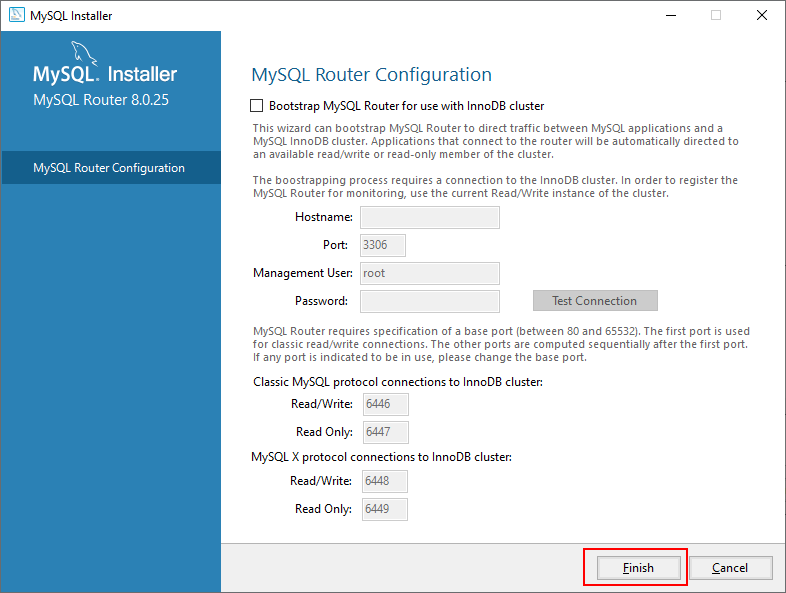 MySQL Installer
MySQL. Installer
MySQL Router 8.0.25
MySQL Router Configuration
MySQL Router Configuration
Bootstrap MySQL Router for use with InnoDB cluster
This wizard can bootstrap MySQL Router to direct traffic between MySQL applications and a
MySQL InnoDB cluster. Applications that connect to the router will be automatically directed to
an available read/write or read-only member of the cluster.
The boostrapping process requires a connection to the InnoDB cluster. In order to register the
MySQL Router for monitoring, use the current Read/Write instance of the cluster.
Hostname:
Port: 3306
Management User: root
Password:
Test Connection
MySQL Router requires specification of a base port (between 80 and 65532). The first port is used
for classic read/write connections. The other ports are computed sequentially after the first port.
If any port is indicated to be in use, please change the base port.
Classic MySQL protocol connections to InnoDB cluster:
Read/Write: 6446
Read Only: 6447
MySQL X protocol connections to InnoDB cluster:
Read/Write: 6448
Read Only: 6449
Finish Cancel